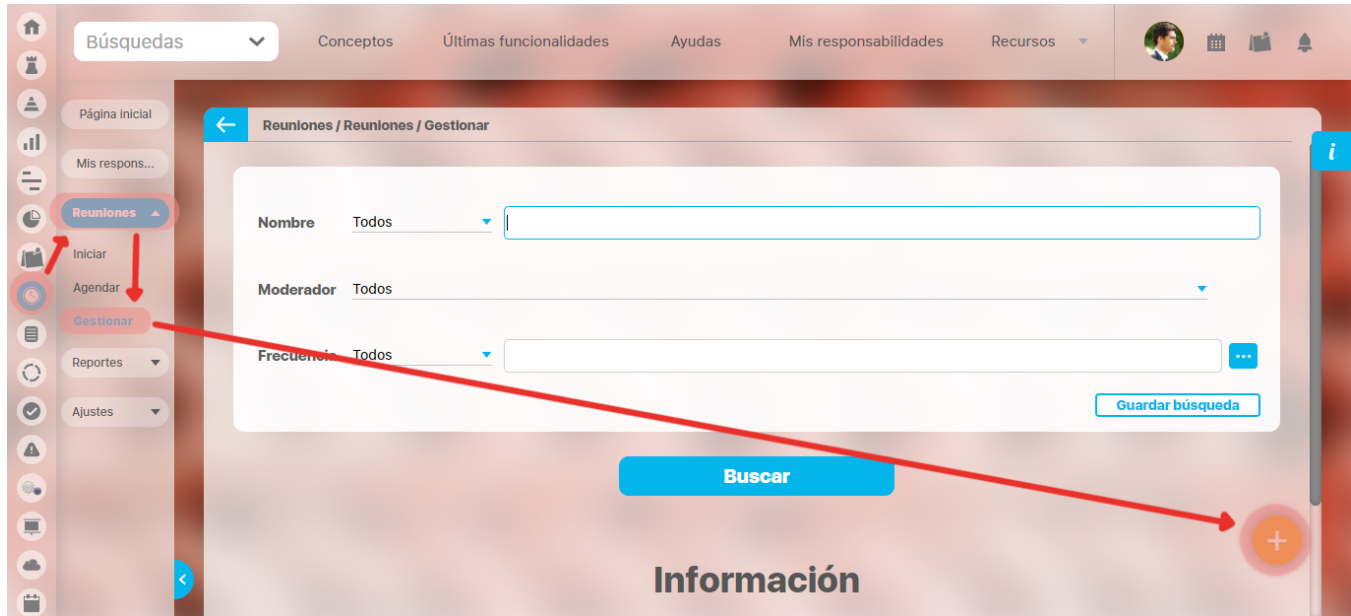 Búsquedas
Conceptos
Últimas funcionalidades
Ayudas
Mis responsabilidades
Recursos
Página inicial
Mis respons...
Reuniones
Iniciar
Agendar
Gestionar
Reportes
Ajustes
Reuniones / Reuniones / Gestionar
i
Nombre Todos
Moderador Todos
Frecuencia Todos
...
Guardar búsqueda
Buscar
+
Información